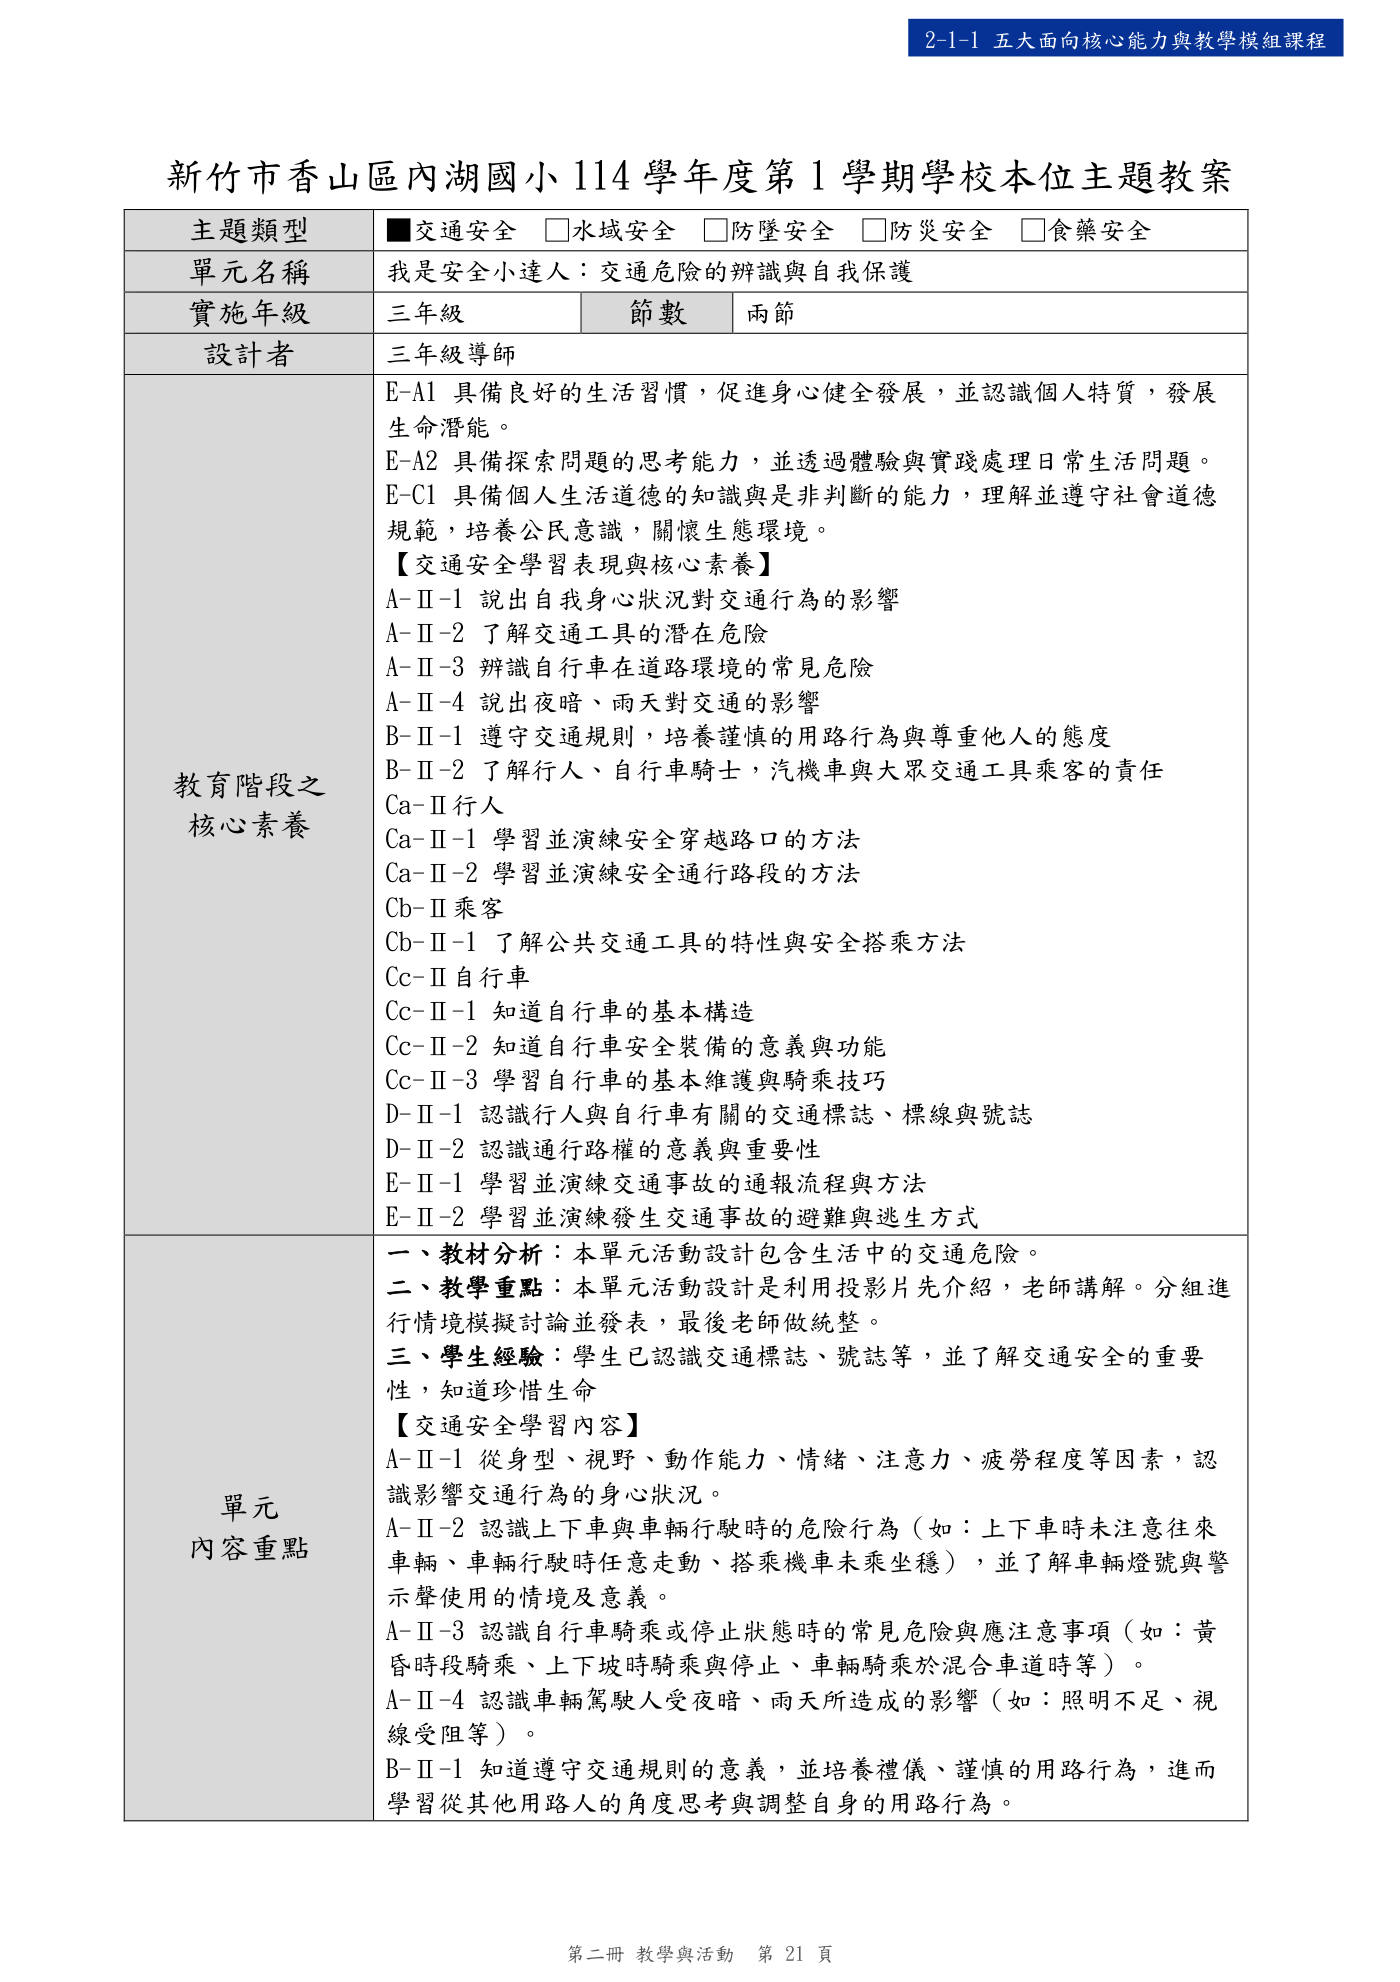 2-1-1 五大面向核心能力與教學模組課程
新竹市香山區內湖國小 114 學年度第 1 學期學校本位主題教案
主題類型 ■交通安全 □水域安全 □防墜安全 □防災安全 □食藥安全
單元名稱 我是安全小達人：交通危險的辨識與自我保護
實施年級 三年級 節數 兩節
設計者 三年級導師
教育階段之
核心素養
E-A1 具備良好的生活習慣，促進身心健全發展，並認識個人特質，發展
生命潛能。
E-A2 具備探索問題的思考能力，並透過體驗與實踐處理日常生活問題。
E-C1 具備個人生活道德的知識與是非判斷的能力，理解並遵守社會道德
規範，培養公民意識，關懷生態環境。
【交通安全學習表現與核心素養】
A-Ⅱ-1 說出自我身心狀況對交通行為的影響
A-Ⅱ-2 了解交通工具的潛在危險
A-Ⅱ-3 辨識自行車在道路環境的常見危險
A-Ⅱ-4 說出夜暗、雨天對交通的影響
B-Ⅱ-1 遵守交通規則，培養謹慎的用路行為與尊重他人的態度
B-Ⅱ-2 了解行人、自行車騎士，汽機車與大眾交通工具乘客的責任
Ca-Ⅱ行人
Ca-Ⅱ-1 學習並演練安全穿越路口的方法
Ca-Ⅱ-2 學習並演練安全通行路段的方法
Cb-Ⅱ乘客
Cb-Ⅱ-1 了解公共交通工具的特性與安全搭乘方法
Cc-Ⅱ自行車
Cc-Ⅱ-1 知道自行車的基本構造
Cc-Ⅱ-2 知道自行車安全裝備的意義與功能
Cc-Ⅱ-3 學習自行車的基本維護與騎乘技巧
D-Ⅱ-1 認識行人與自行車有關的交通標誌、標線與號誌
D-Ⅱ-2 認識通行路權的意義與重要性
E-Ⅱ-1 學習並演練交通事故的通報流程與方法
E-Ⅱ-2 學習並演練發生交通事故的避難與逃生方式
單元
內容重點
一、教材分析：本單元活動設計包含生活中的交通危險。
二、教學重點：本單元活動設計是利用投影片先介紹，老師講解。分組進
行情境模擬討論並發表，最後老師做統整。
三、學生經驗：學生已認識交通標誌、號誌等，並了解交通安全的重要
性，知道珍惜生命
【交通安全學習內容】
A-Ⅱ-1 從身型、視野、動作能力、情緒、注意力、疲勞程度等因素，認
識影響交通行為的身心狀況。
A-Ⅱ-2 認識上下車與車輛行駛時的危險行為（如：上下車時未注意往來
車輛、車輛行駛時任意走動、搭乘機車未乘坐穩），並了解車輛燈號與警
示聲使用的情境及意義。
A-Ⅱ-3 認識自行車騎乘或停止狀態時的常見危險與應注意事項（如：黃
昏時段騎乘、上下坡時騎乘與停止、車輛騎乘於混合車道時等）。
A-Ⅱ-4 認識車輛駕駛人受夜暗、雨天所造成的影響（如：照明不足、視
線受阻等）。
B-Ⅱ-1 知道遵守交通規則的意義，並培養禮儀、謹慎的用路行為，進而
學習從其他用路人的角度思考與調整自身的用路行為。
第二冊 教學與活動 第 21 頁